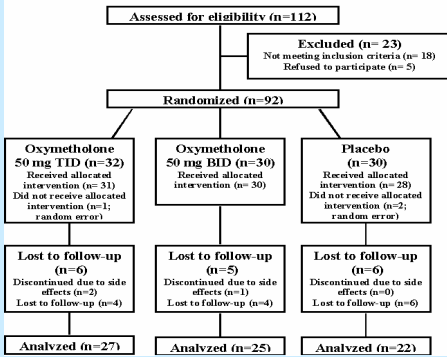 Assessed for eligibility (n=112)
Excluded (n= 23)
Not meeting inclusion criteria (n= 18)
Refused to participate (n= 5)
Randomized (n=92)
Oxymetholone
50 mg TID (n=32)
Received allocated
intervention (n= 31)
Did not receive allocated
intervention (n=1;
random error)
Oxymetholone
50 mg BID (n=30)
Received allocated
intervention (n= 30)
Placebo
(n=30)
Received allocated
intervention (n= 28)
Did not receive allocated
intervention (n=2;
random error)
Lost to follow-up
(n=6)
Discontinued due to side
effects (n=2)
Lost to follow-up (n=4)
Lost to follow-up
(n=5)
Discontinued due to side
effects (n=1)
Lost to follow-up (n=4)
Lost to follow-up
(n=6)
Discontinued due to side
effects (n=0)
Lost to follow-up (n=6)
Analyzed (n=27)
Analyzed (n=25)
Analyzed (n=22)